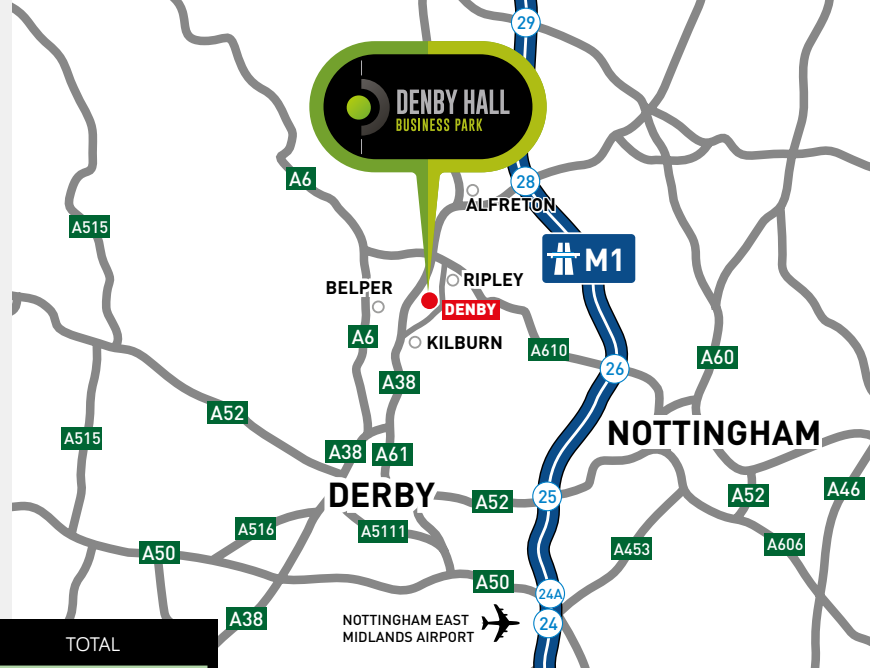 29
DENBY HALL
BUSINESS PARK
A6
28
ALFRETON
A515
M1
BELPER
RIPLEY
DENBY
A6
KILBURN
A610
A60
26
A38
A52
A515
NOTTINGHAM
A38
A61
DERBY
A52
25
A52
A46
A516
A5111
A50
A453
A606
A50
24A
A38
NOTTINGHAM EAST
MIDLANDS AIRPORT
24
TOTAL